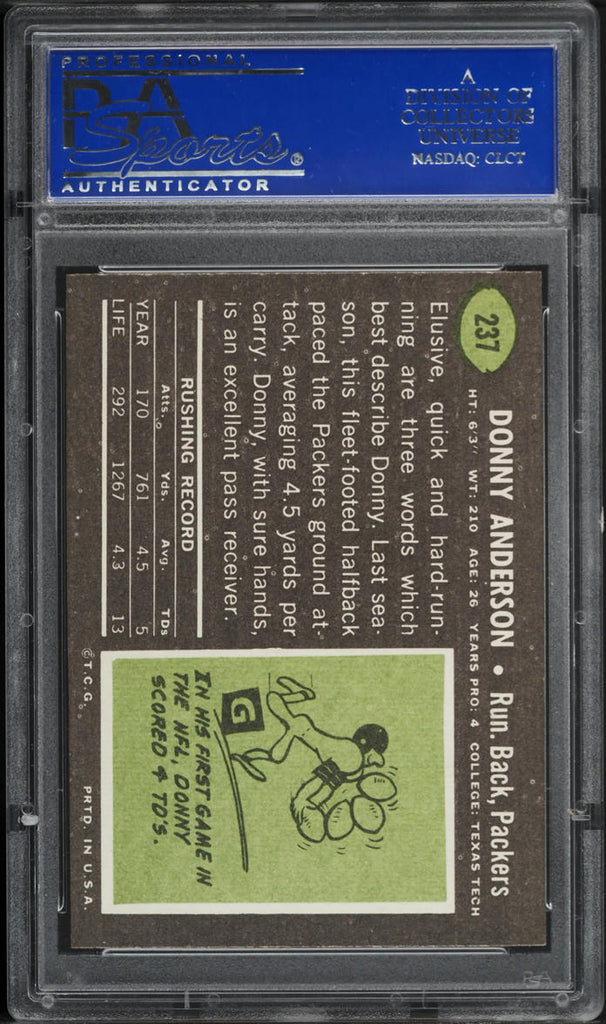 PROFESSIONAL
PSA
Sports®
AUTHENTICATOR
A
DIVISION OF
COLLECTORS
UNIVERSE
NASDAQ: CLCT
237
DONNY ANDERSON • Run. Back, Packers
HT: 6'3" WT: 210 AGE: 26 YEARS PRO: 4 COLLEGE: TEXAS TECH
Elusive, quick and hard-run-
ning are three words which
best describe Donny. Last sea-
son, this fleet-footed halfback
paced the Packers ground at-
tack, averaging 4.5 yards per
carry. Donny, with sure hands,
is an excellent pass receiver.
RUSHING RECORD
Atts. Yds. Avg. TDs
YEAR 170 761 4.5 5
LIFE 292 1267 4.3 13
G
IN HIS FIRST GAME IN
THE NFL, DONNY
SCORED 4 TD'S.
©T.C.G. PRTD. IN U.S.A.
PSA